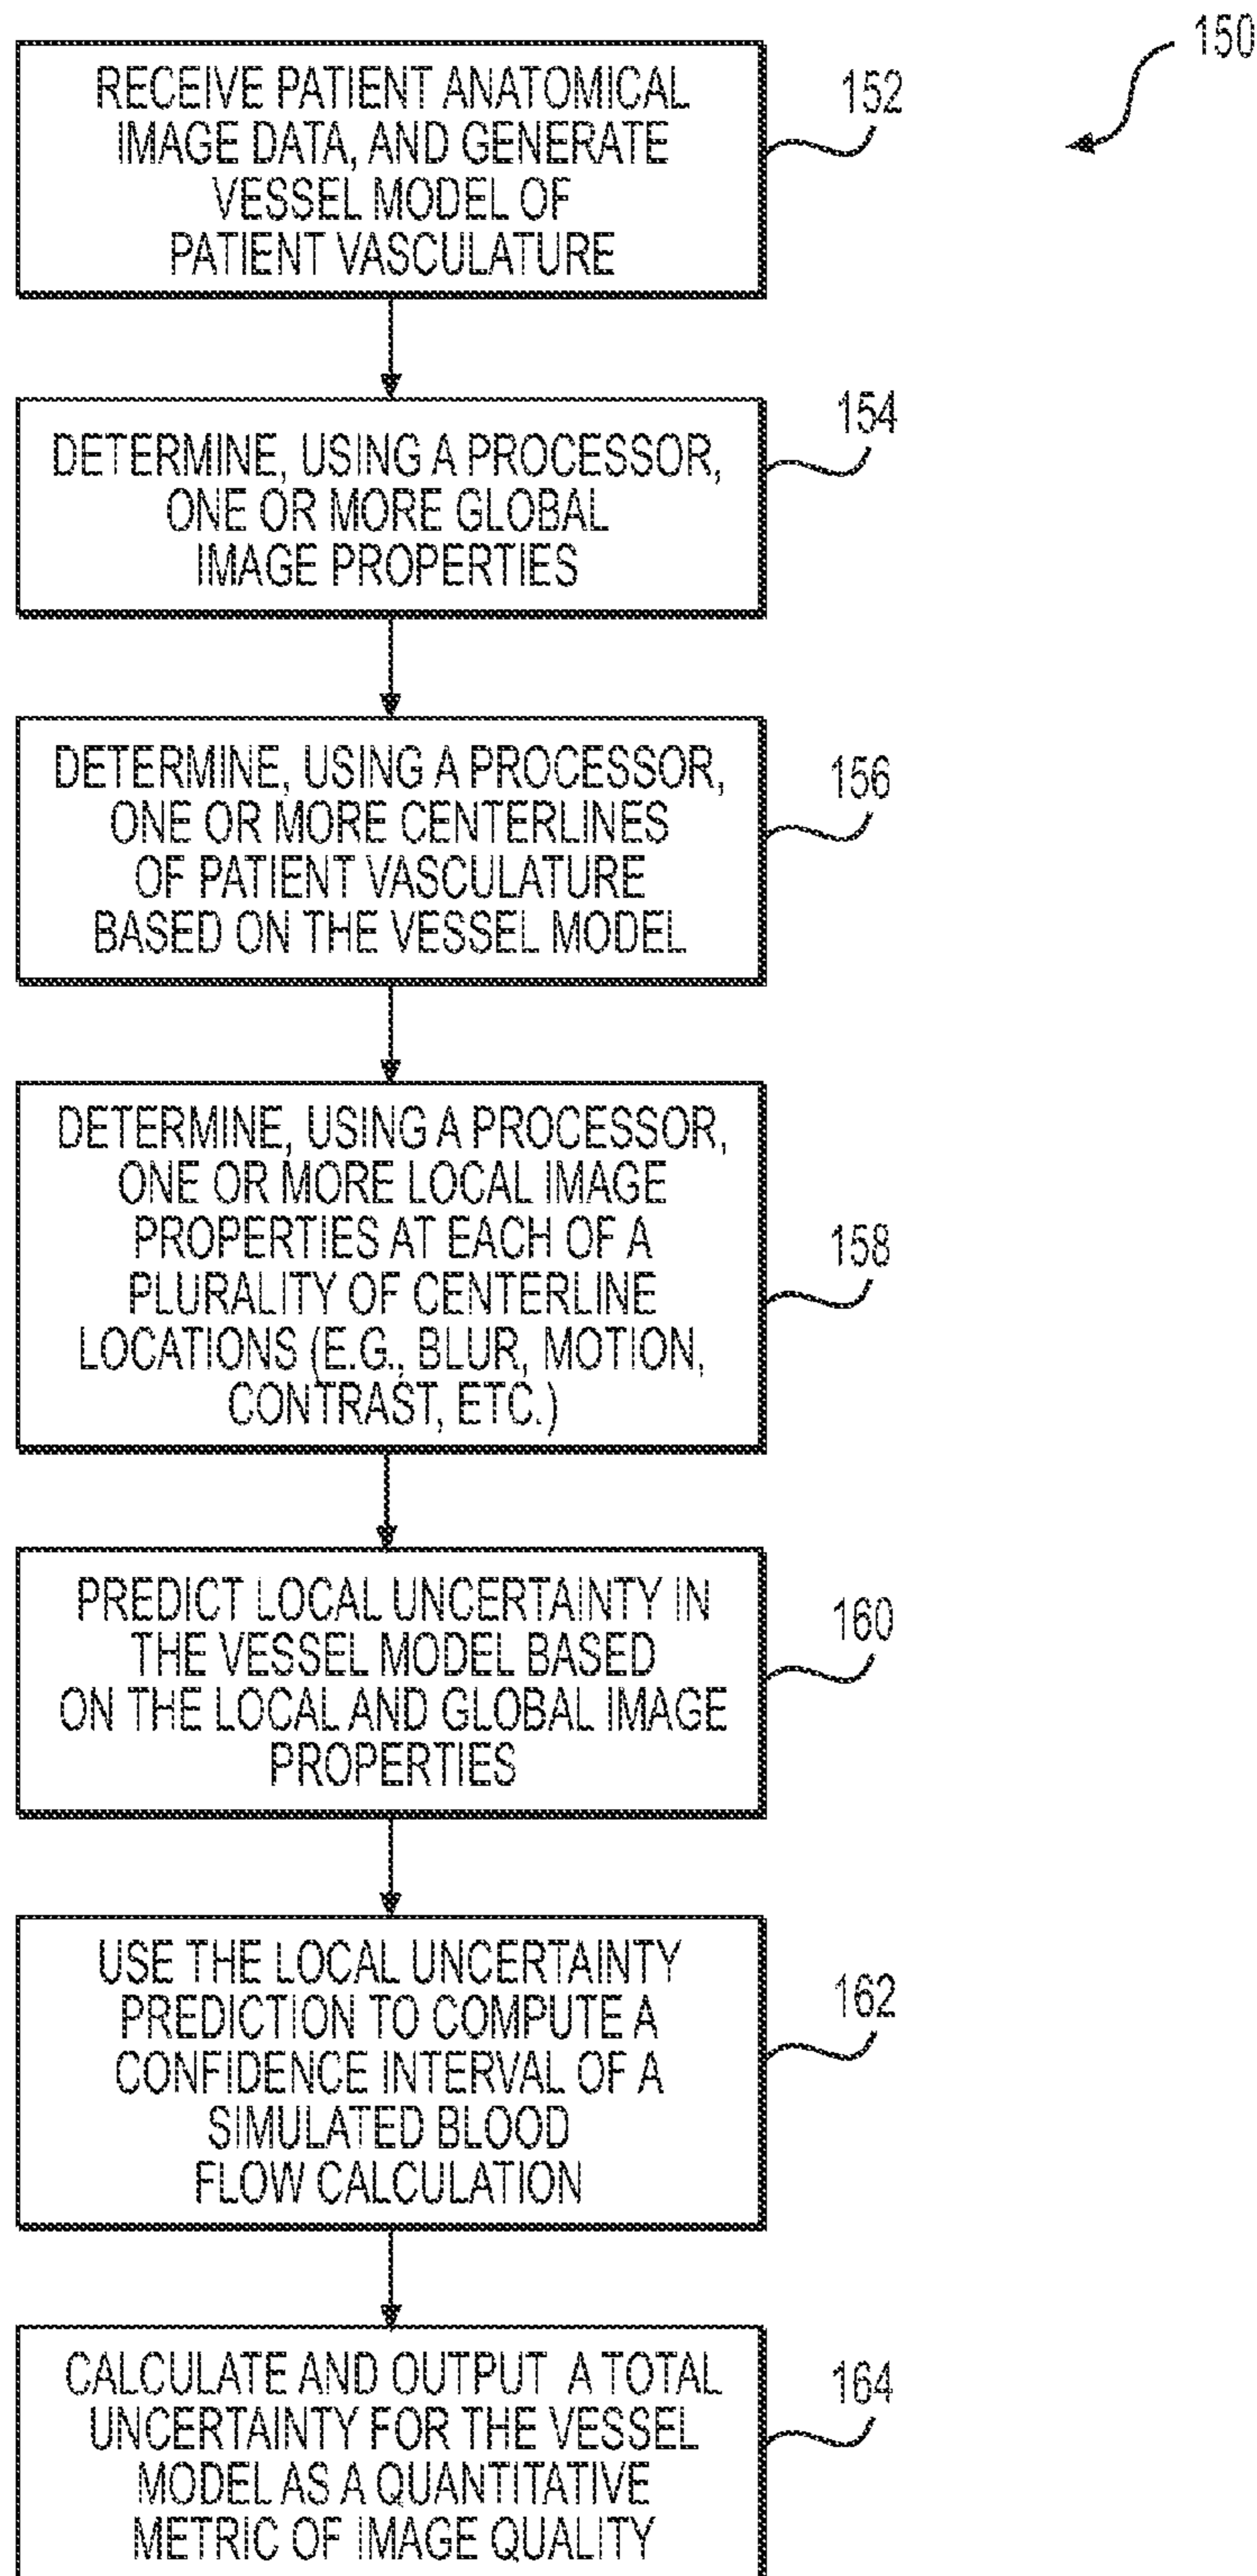 150
RECEIVE PATIENT ANATOMICAL
IMAGE DATA, AND GENERATE
VESSEL MODEL OF
PATIENT VASCULATURE
152
DETERMINE, USING A PROCESSOR,
ONE OR MORE GLOBAL
IMAGE PROPERTIES
154
DETERMINE, USING A PROCESSOR,
ONE OR MORE CENTERLINES
OF PATIENT VASCULATURE
BASED ON THE VESSEL MODEL
156
DETERMINE, USING A PROCESSOR,
ONE OR MORE LOCAL IMAGE
PROPERTIES AT EACH OF A
PLURALITY OF CENTERLINE
LOCATIONS (E.G., BLUR, MOTION,
CONTRAST, ETC.)
158
PREDICT LOCAL UNCERTAINTY IN
THE VESSEL MODEL BASED
ON THE LOCAL AND GLOBAL IMAGE
PROPERTIES
160
USE THE LOCAL UNCERTAINTY
PREDICTION TO COMPUTE A
CONFIDENCE INTERVAL OF A
SIMULATED BLOOD
FLOW CALCULATION
162
CALCULATE AND OUTPUT A TOTAL
UNCERTAINTY FOR THE VESSEL
MODEL AS A QUANTITATIVE
METRIC OF IMAGE QUALITY
164